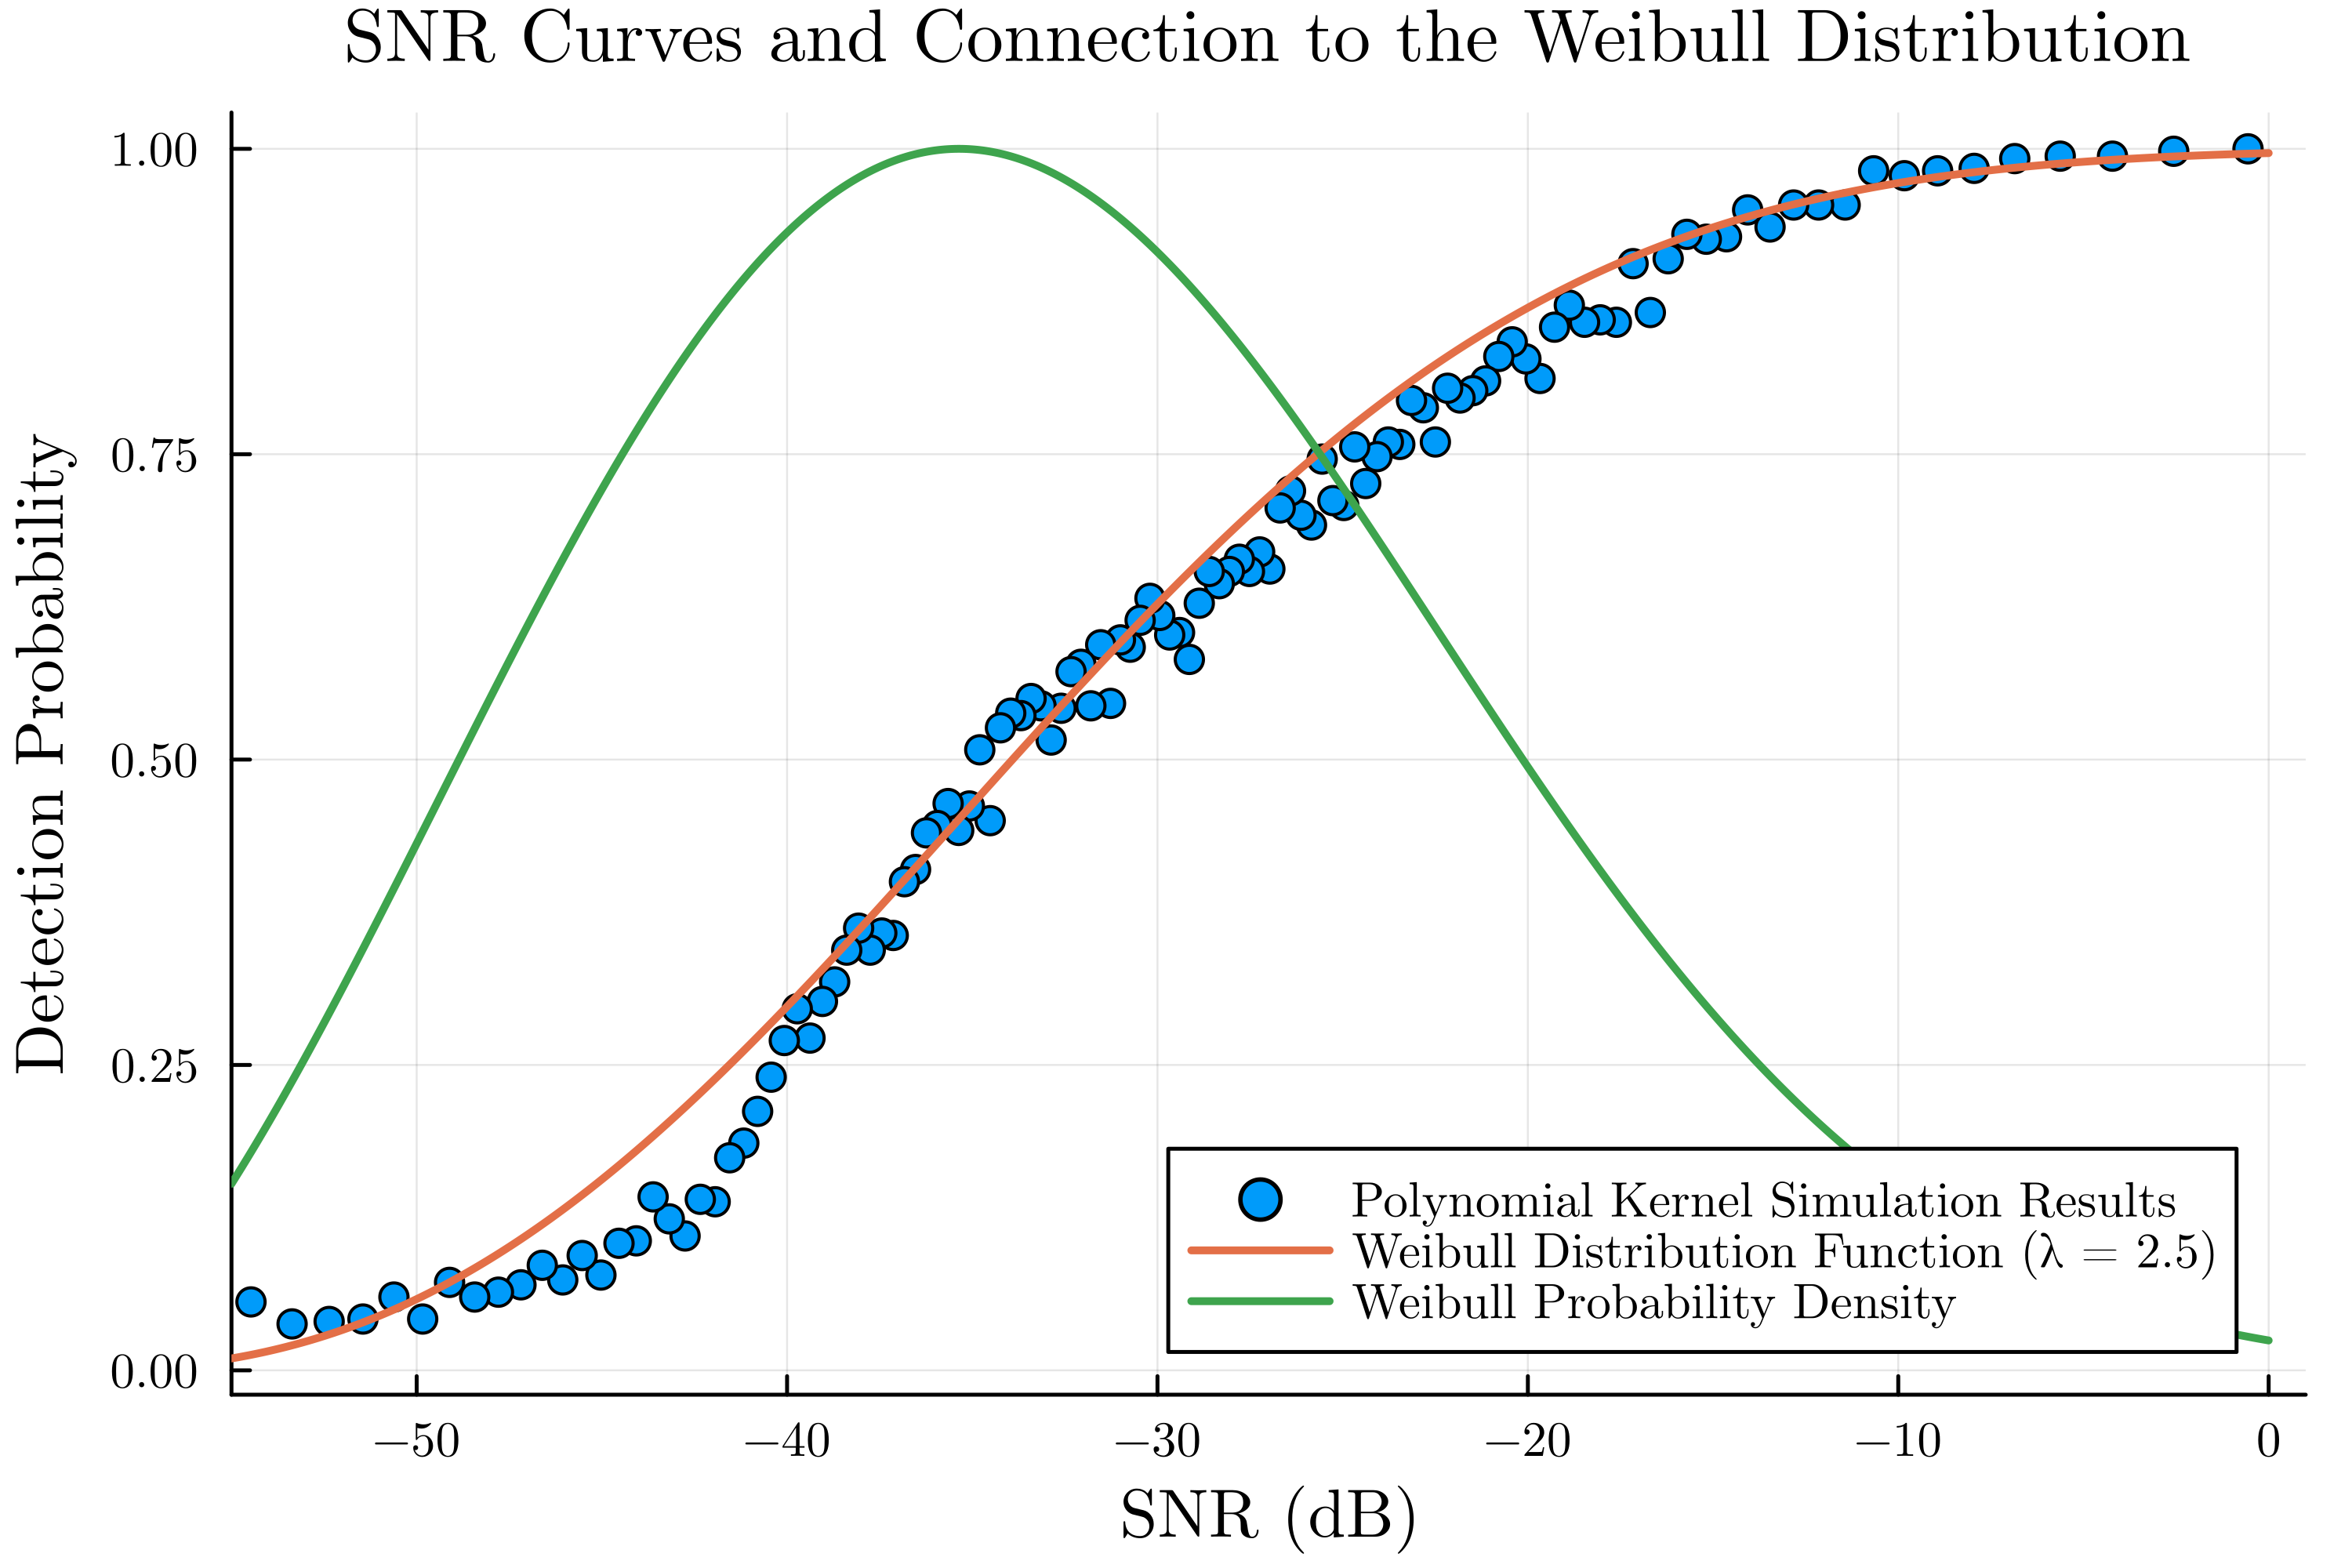 SNR Curves and Connection to the Weibull Distribution
1.00
0.75
0.50
0.25
0.00
Detection Probability
Polynomial Kernel Simulation Results
Weibull Distribution Function (λ = 2.5)
Weibull Probability Density
−50 −40 −30 −20 −10 0
SNR (dB)